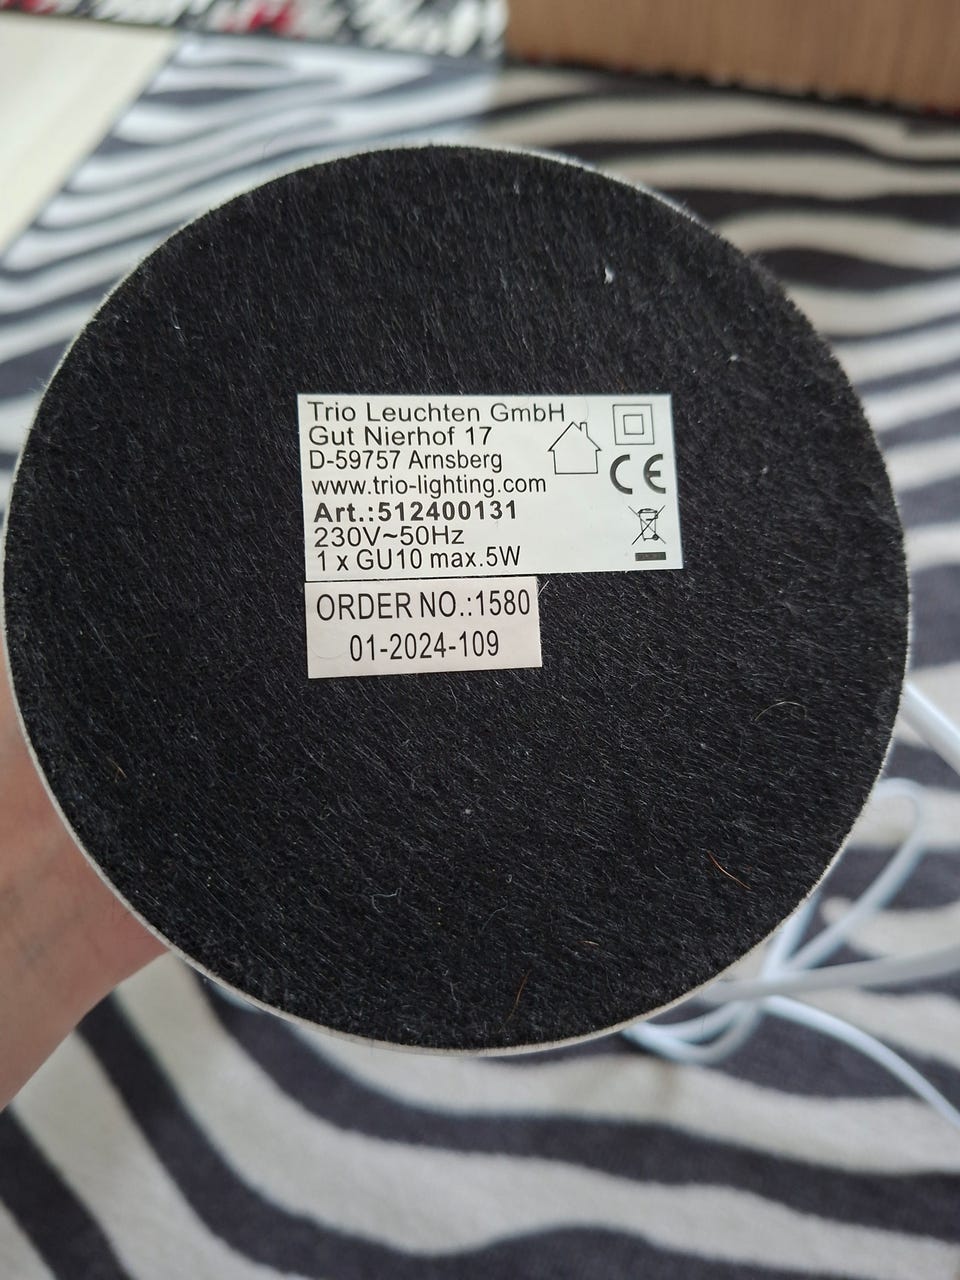 Trio Leuchten GmbH
Gut Nierhof 17
D-59757 Arnsberg
www.trio-lighting.com
Art.:512400131
230V~50Hz
1 x GU10 max.5W
CE
ORDER NO.:1580
01-2024-109